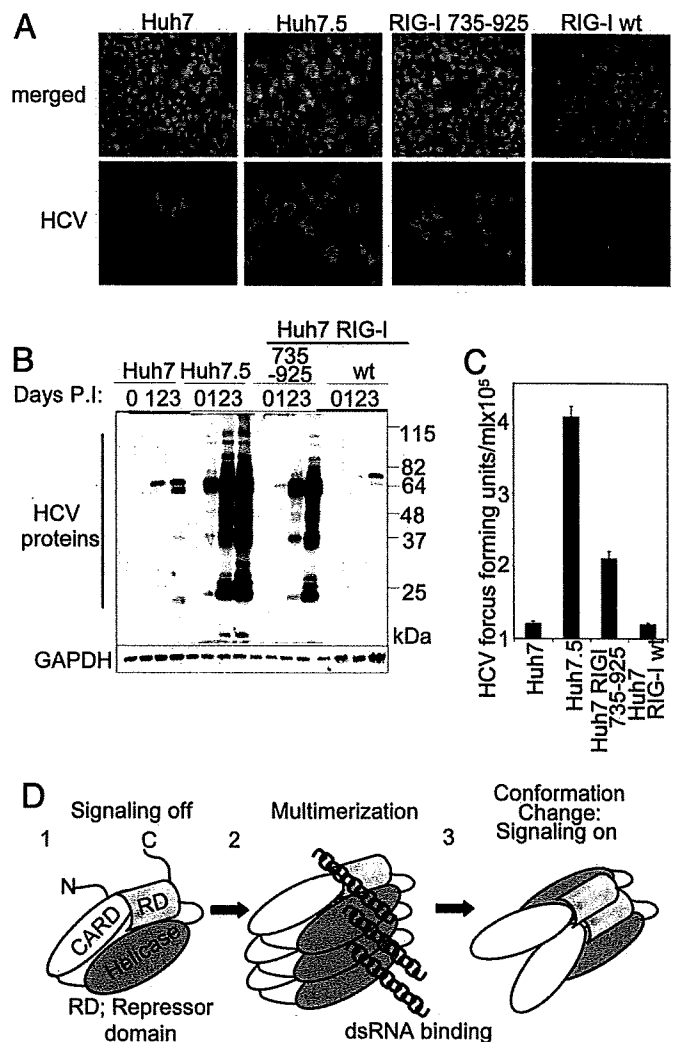 A
Huh7 Huh7.5 RIG-I 735-925 RIG-I wt
merged
HCV
B
Huh7 RIG-I
Huh7 Huh7.5 735 -925 wt
Days P.I: 0 123 0123 0123 0123
HCV proteins
115
82
64
48
37
25
kDa
GAPDH
C
HCV forcus forming units/mlx10⁵
4
3
2
1
Huh7
Huh7.5
Huh7 RIGI 735-925
Huh7 RIG-I wt
D
Signaling off
1
N
C
CARD
RD
Helicase
RD; Repressor
domain
Multimerization
2
dsRNA binding
Conformation
Change:
Signaling on
3